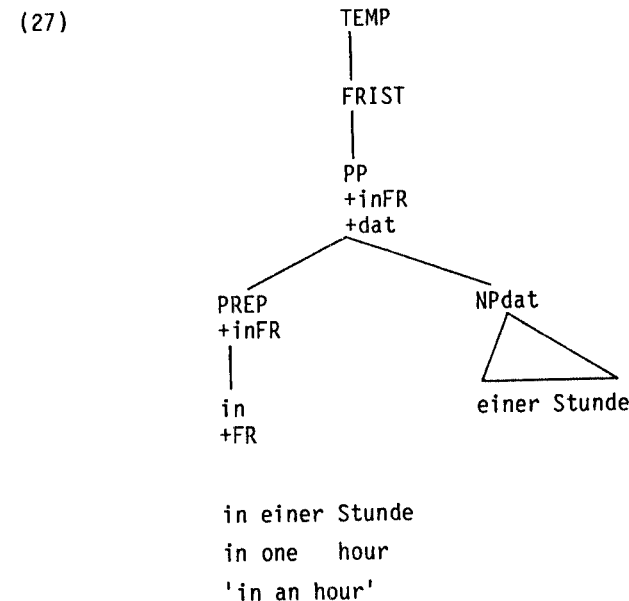 (27)
TEMP
FRIST
PP
+inFR
+dat
PREP
+inFR
NPdat
in
+FR
einer Stunde
in einer Stunde
in one hour
'in an hour'